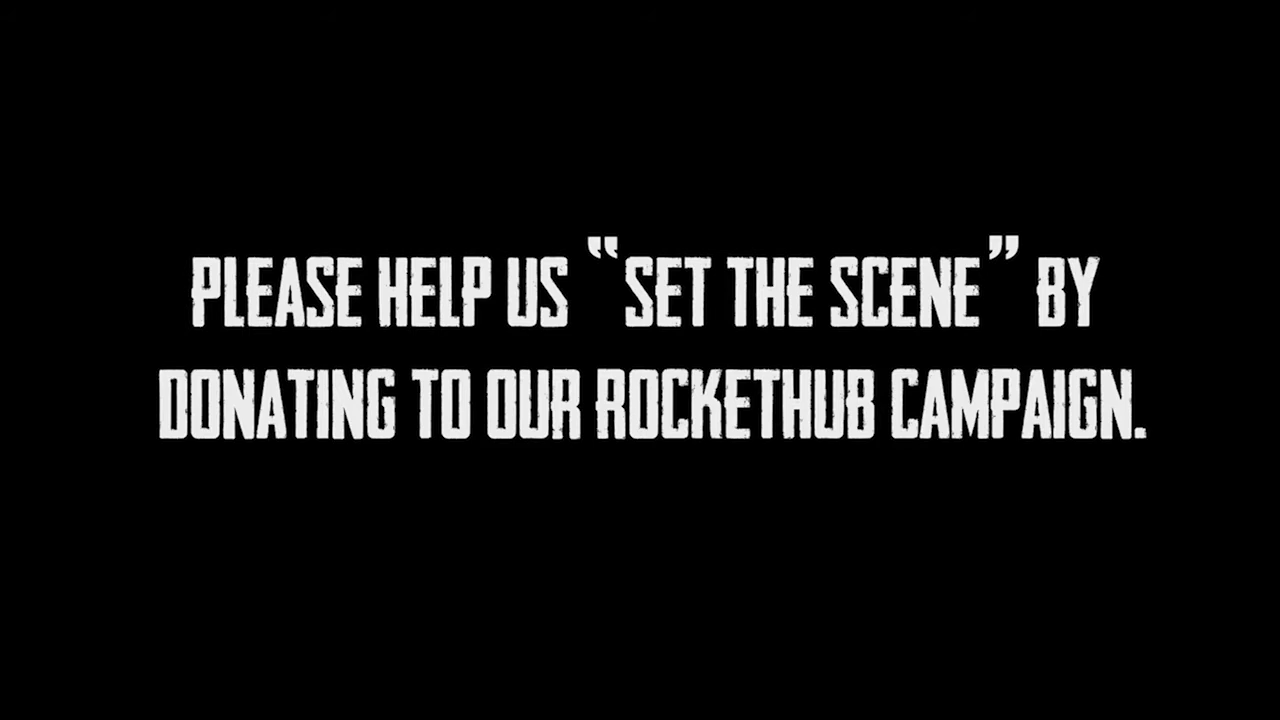 PLEASE HELP US “SET THE SCENE” BY
DONATING TO OUR ROCKETHUB CAMPAIGN.